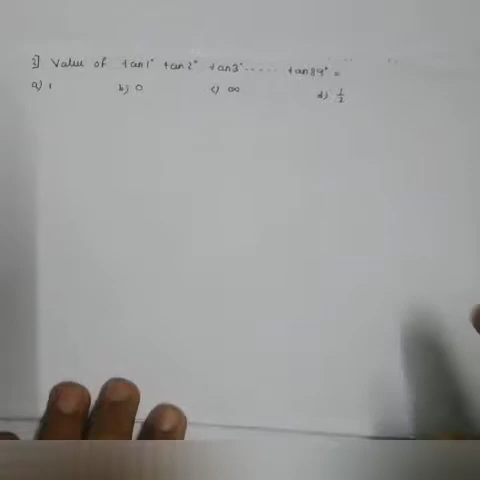 3] Value of tan1° tan2° tan3° ..... tan89° =
a) 1 b) 0 c) ∞ d) 1/2